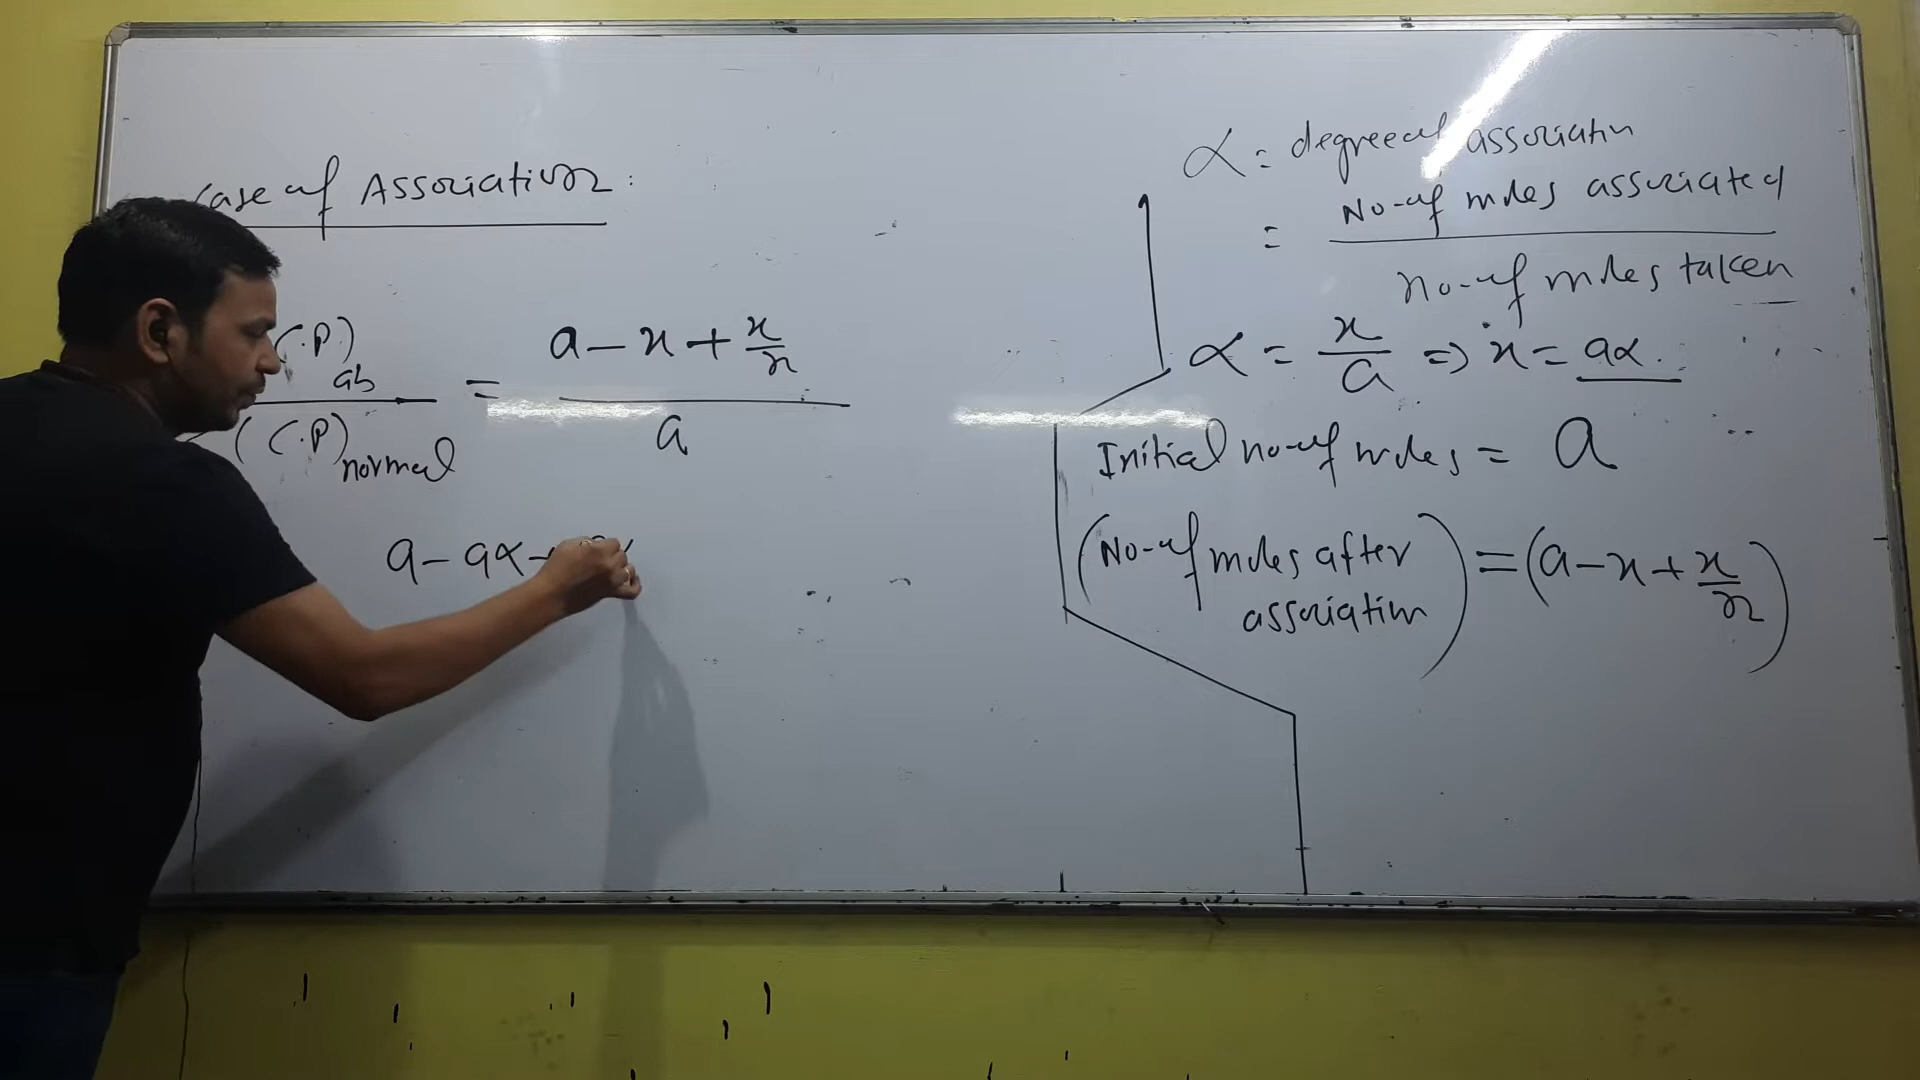 Case of Association :
(C.P)ab / (C.P)normal = (a - x + x/n) / a
a - aα +
α = degree of association
= No-of moles associated / no-of moles taken
α = x/a => x = aα.
Initial no-of moles = a
(No-of moles after association) = (a - x + x/n)